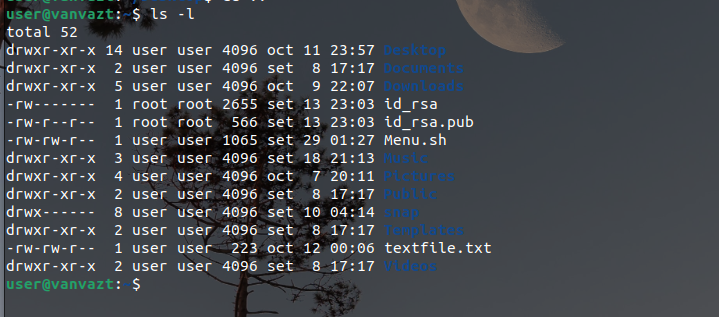 user@vanvazt:~$ ls -l
total 52
drwxr-xr-x 14 user user 4096 oct 11 23:57 Desktop
drwxr-xr-x  2 user user 4096 set  8 17:17 Documents
drwxr-xr-x  5 user user 4096 oct  9 22:07 Downloads
-rw-------  1 root root 2655 set 13 23:03 id_rsa
-rw-r--r--  1 root root  566 set 13 23:03 id_rsa.pub
-rw-rw-r--  1 user user 1065 set 29 01:27 Menu.sh
drwxr-xr-x  3 user user 4096 set 18 21:13 Music
drwxr-xr-x  4 user user 4096 oct  7 20:11 Pictures
drwxr-xr-x  2 user user 4096 set  8 17:17 Public
drwx------  8 user user 4096 set 10 04:14 snap
drwxr-xr-x  2 user user 4096 set  8 17:17 Templates
-rw-rw-r--  1 user user  223 oct 12 00:06 textfile.txt
drwxr-xr-x  2 user user 4096 set  8 17:17 Videos
user@vanvazt: $